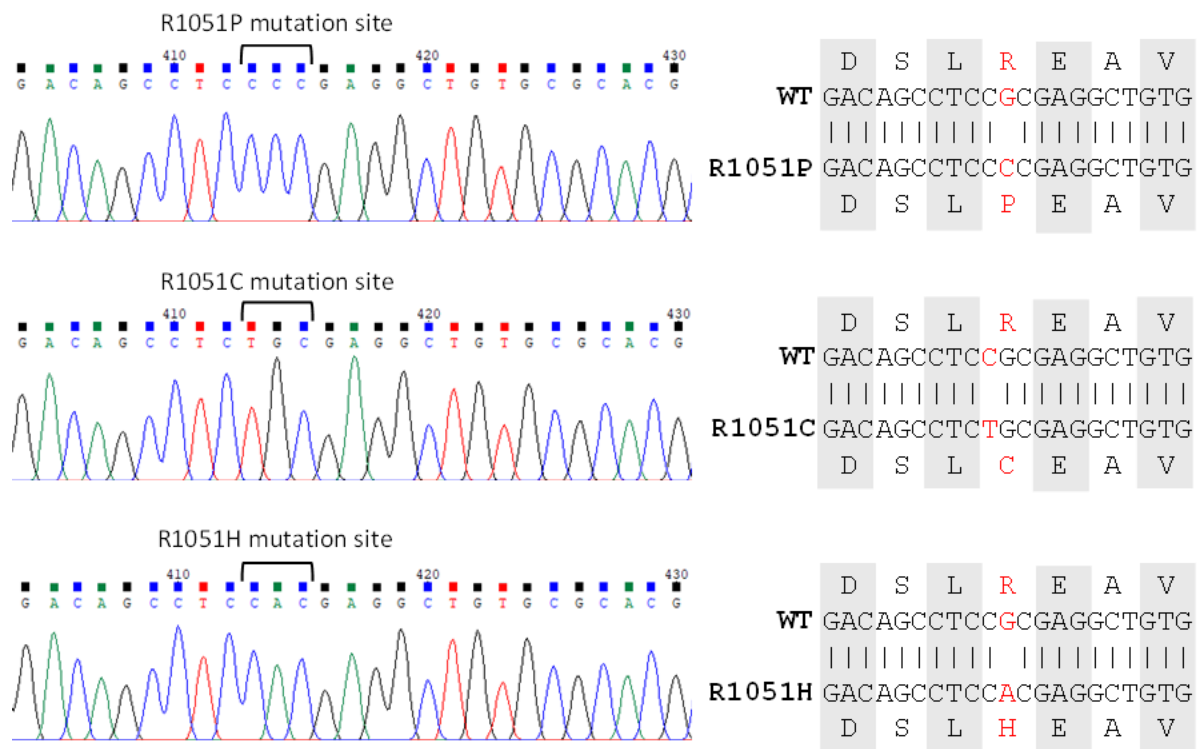 R1051P mutation site
410 420 430
G A C A G C C T C C C C G A G G C T G T G C G C A C G
D S L R E A V
WT GACAGCCTCCGCGAGGCTGTG
R1051P GACAGCCTCCCCGAGGCTGTG
D S L P E A V
R1051C mutation site
410 420 430
G A C A G C C T C T G C G A G G C T G T G C G C A C G
D S L R E A V
WT GACAGCCTCCGCGAGGCTGTG
R1051C GACAGCCTCTGCGAGGCTGTG
D S L C E A V
R1051H mutation site
410 420 430
G A C A G C C T C C A C G A G G C T G T G C G C A C G
D S L R E A V
WT GACAGCCTCCGCGAGGCTGTG
R1051H GACAGCCTCCACGAGGCTGTG
D S L H E A V